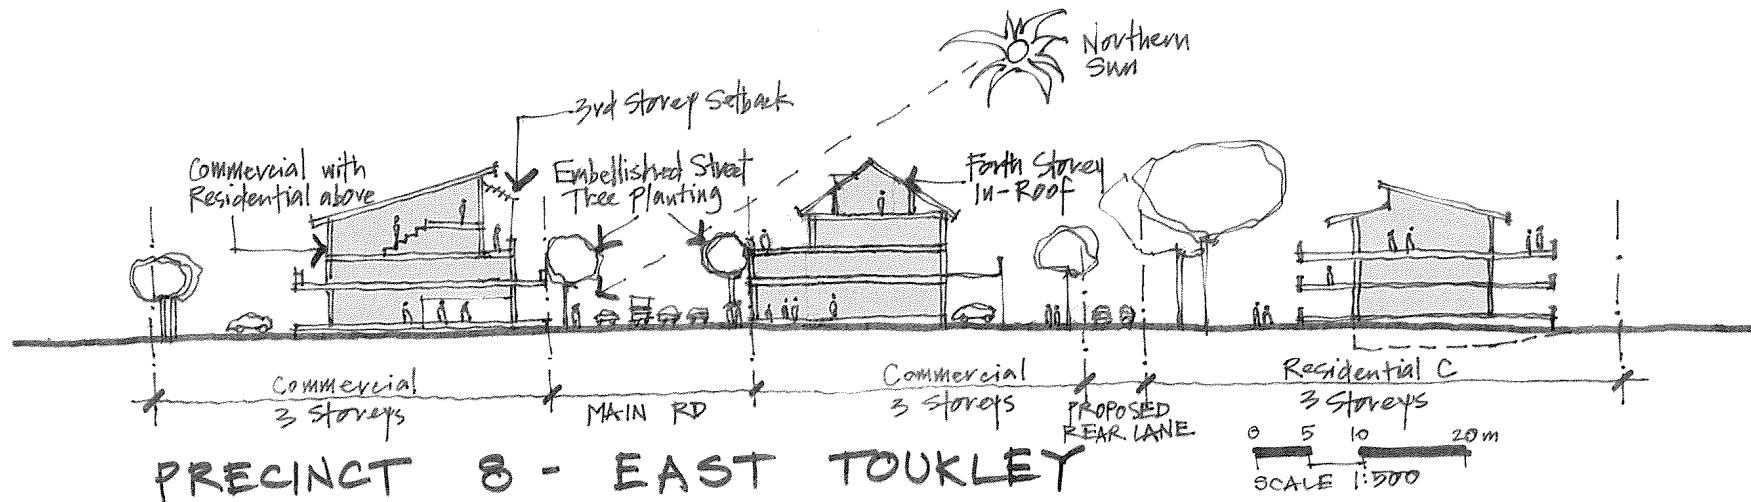 Northern
Sun
3rd Storey Setback
Commercial with
Residential above
Embellished Street
Tree Planting
Forth Storey
In-Roof
Commercial
3 Storeys
MAIN RD
Commercial
3 Storeys
PROPOSED
REAR LANE
Residential C
3 Storeys
PRECINCT 8 - EAST TOUKLEY
0 5 10 20m
SCALE 1:500